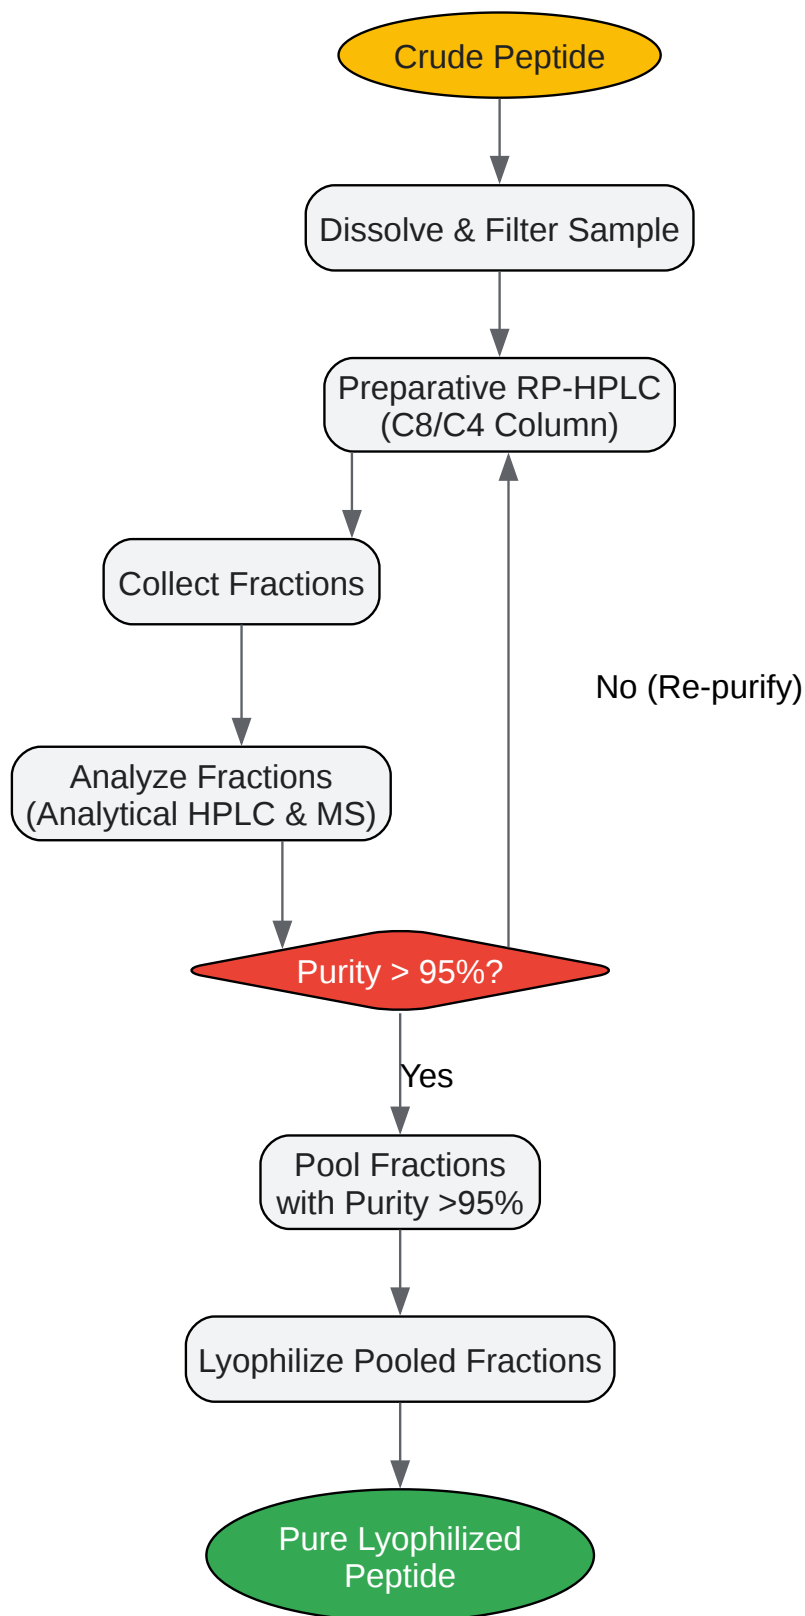 Crude Peptide
Dissolve & Filter Sample
Preparative RP-HPLC
(C8/C4 Column)
Collect Fractions
No (Re-purify)
Analyze Fractions
(Analytical HPLC & MS)
Purity > 95%?
Yes
Pool Fractions
with Purity >95%
Lyophilize Pooled Fractions
Pure Lyophilized
Peptide